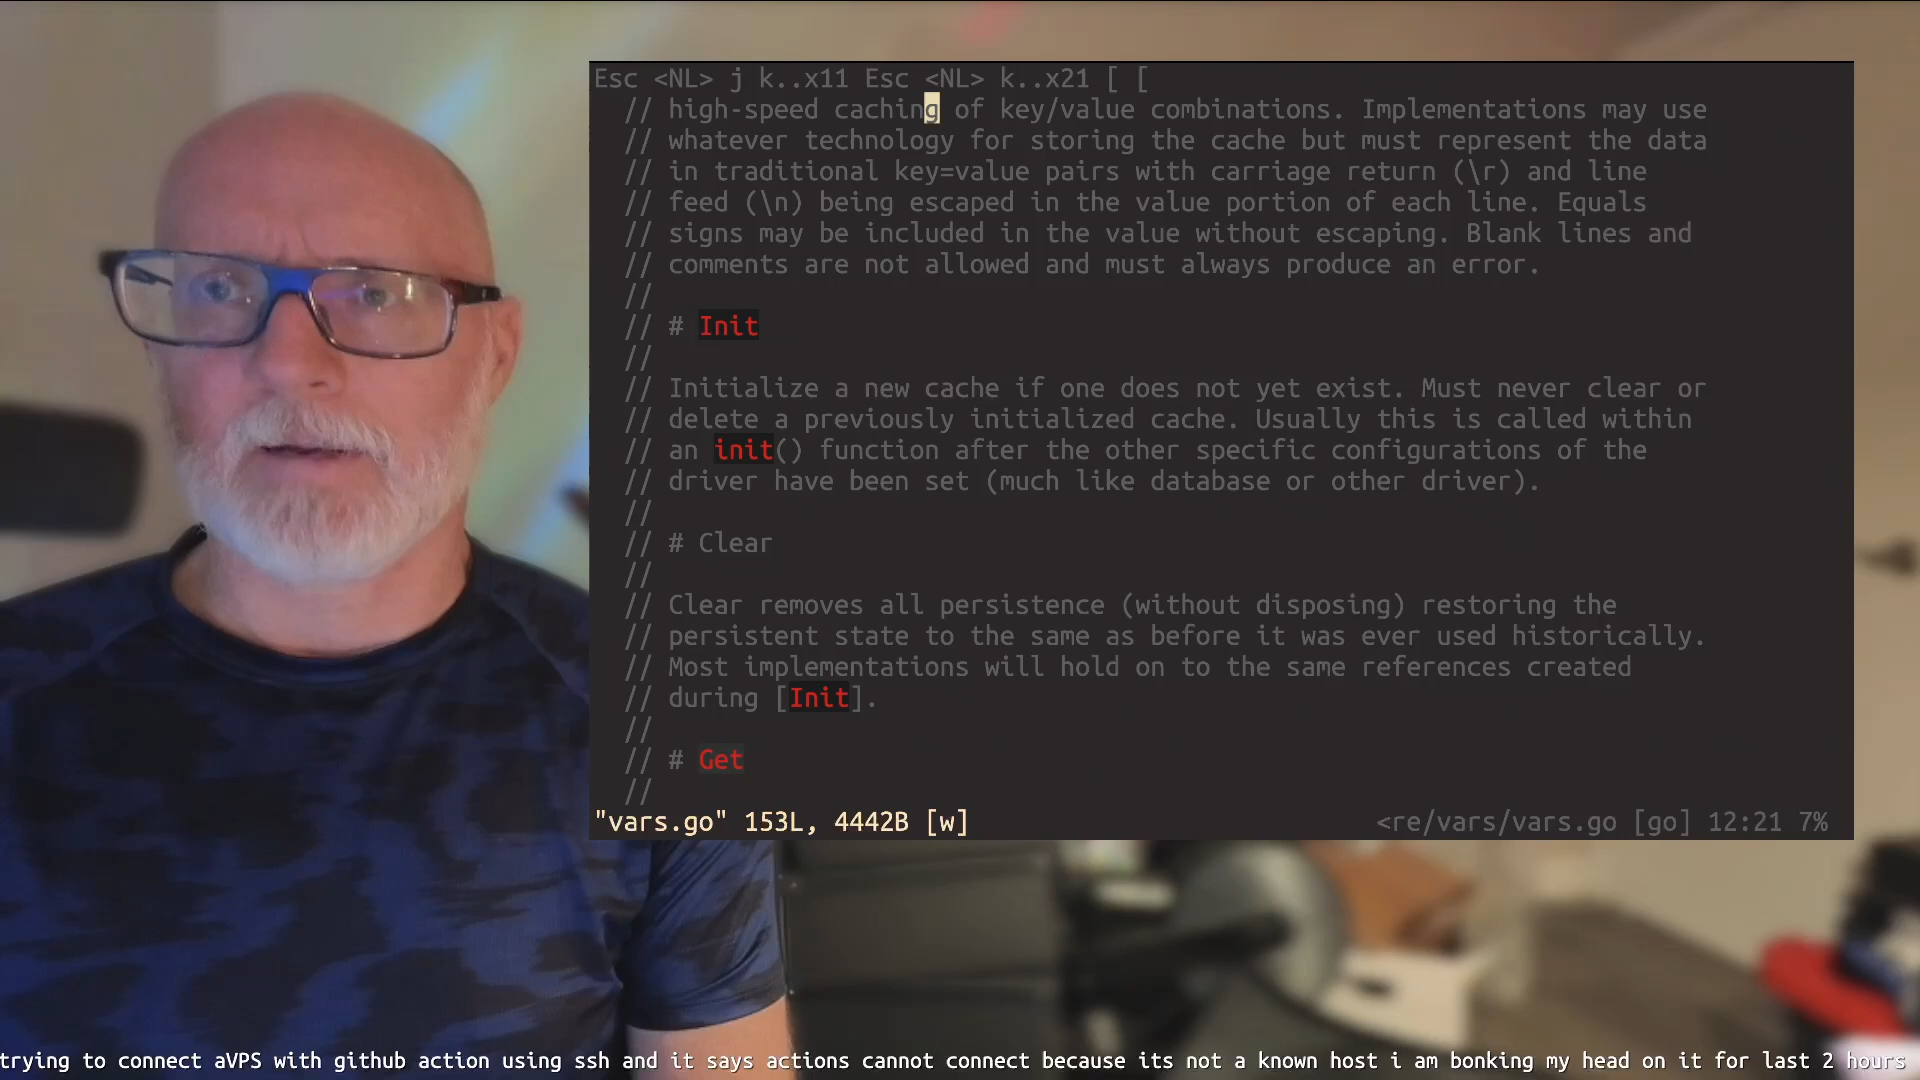 Esc <NL> j k..x11 Esc <NL> k..x21 [ [
// high-speed caching of key/value combinations. Implementations may use
// whatever technology for storing the cache but must represent the data
// in traditional key=value pairs with carriage return (\r) and line
// feed (\n) being escaped in the value portion of each line. Equals
// signs may be included in the value without escaping. Blank lines and
// comments are not allowed and must always produce an error.
//
// # Init
//
// Initialize a new cache if one does not yet exist. Must never clear or
// delete a previously initialized cache. Usually this is called within
// an init() function after the other specific configurations of the
// driver have been set (much like database or other driver).
//
// # Clear
//
// Clear removes all persistence (without disposing) restoring the
// persistent state to the same as before it was ever used historically.
// Most implementations will hold on to the same references created
// during [Init].
//
// # Get
//
"vars.go" 153L, 4442B [w] <re/vars/vars.go [go] 12:21 7%
trying to connect aVPS with github action using ssh and it says actions cannot connect because its not a known host i am bonking my head on it for last 2 hours